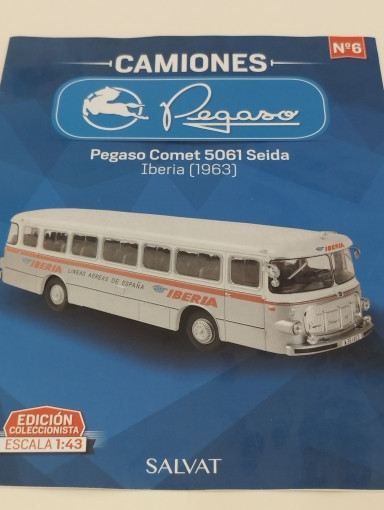 Nº6
CAMIONES
Pegaso
Pegaso Comet 5061 Seida
Iberia (1963)
IBERIA
IBERIA LINEAS AEREAS DE ESPAÑA IBERIA
EDICIÓN
COLECCIONISTA
ESCALA 1:43
SALVAT